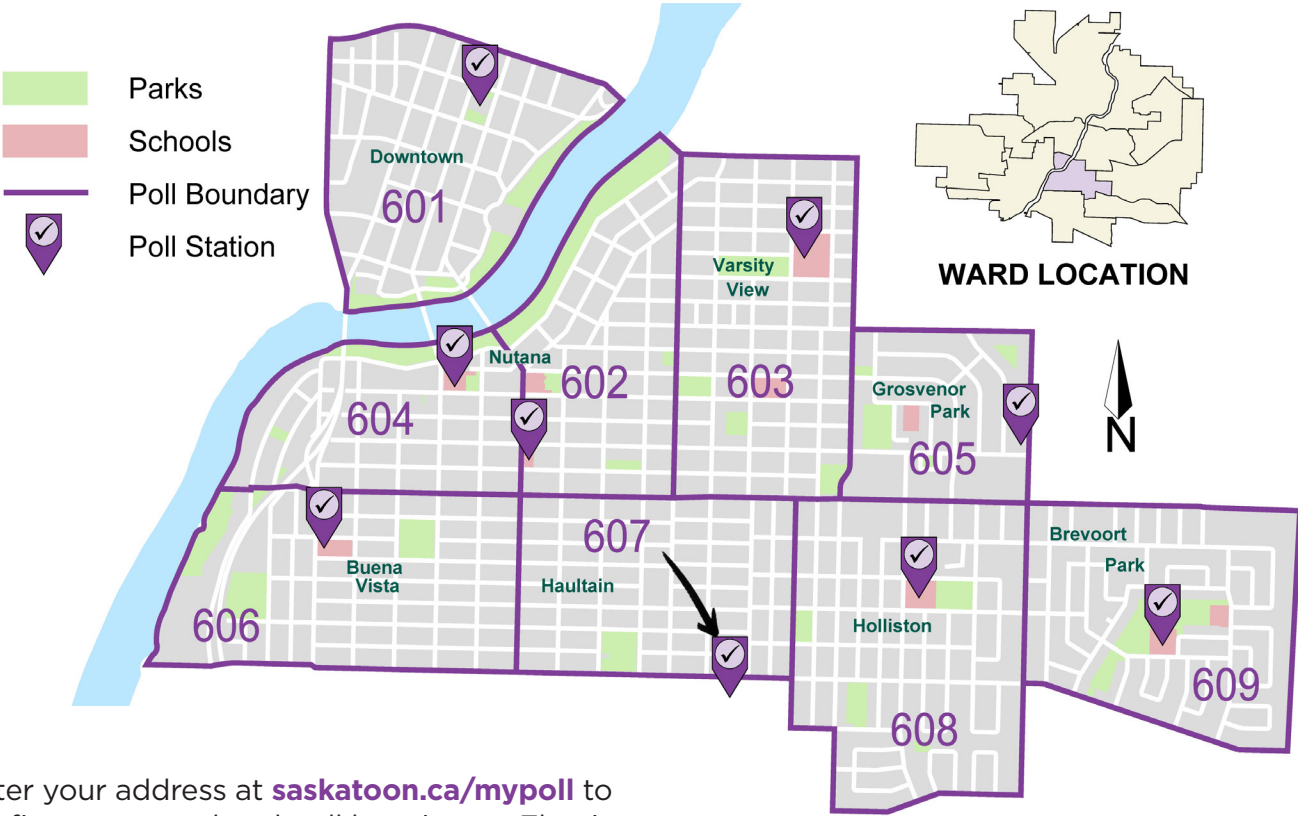 Parks
Schools
Poll Boundary
Poll Station
Downtown
601
WARD LOCATION
N
Varsity
View
603
Nutana
602
604
Grosvenor
Park
605
607
Buena
Vista
606
Haultain
Holliston
608
Brevoort
Park
609
ter your address at saskatoon.ca/mypoll to